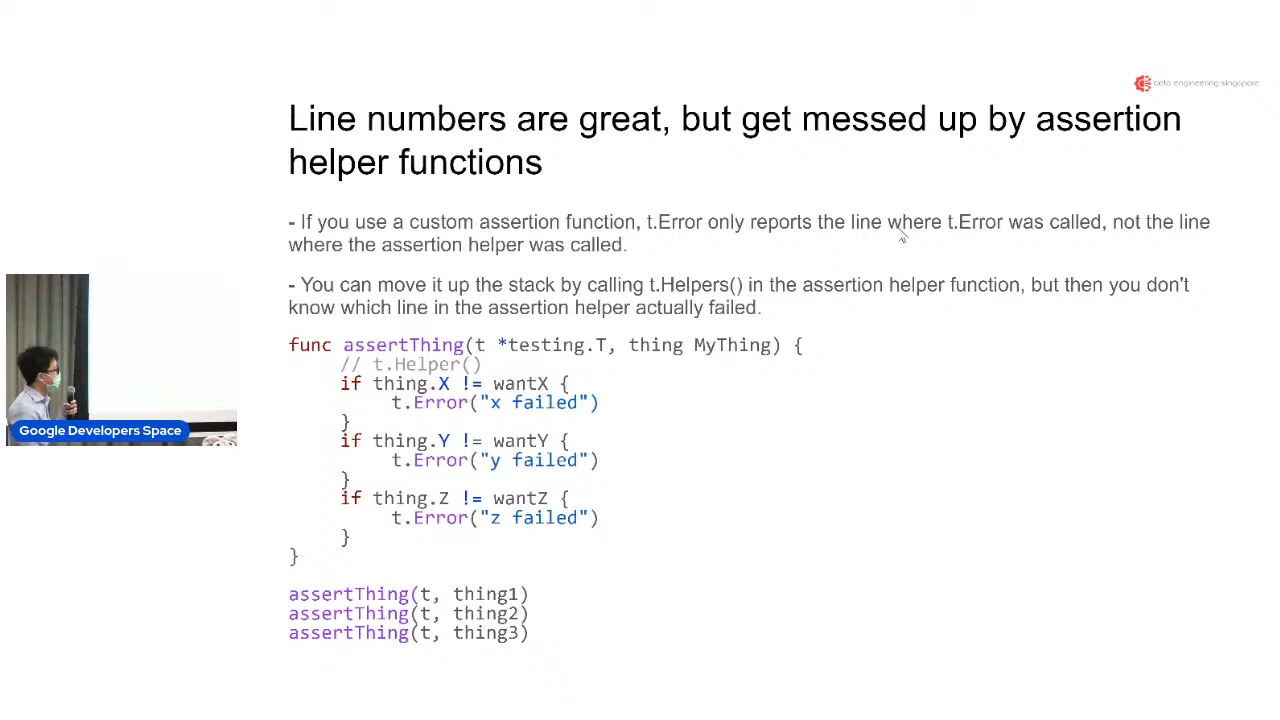 data engineering singapore
Line numbers are great, but get messed up by assertion
helper functions
- If you use a custom assertion function, t.Error only reports the line where t.Error was called, not the line
where the assertion helper was called.
- You can move it up the stack by calling t.Helpers() in the assertion helper function, but then you don't
know which line in the assertion helper actually failed.
func assertThing(t *testing.T, thing MyThing) {
    // t.Helper()
    if thing.X != wantX {
        t.Error("x failed")
    }
    if thing.Y != wantY {
        t.Error("y failed")
    }
    if thing.Z != wantZ {
        t.Error("z failed")
    }
}
assertThing(t, thing1)
assertThing(t, thing2)
assertThing(t, thing3)
Google Developers Space